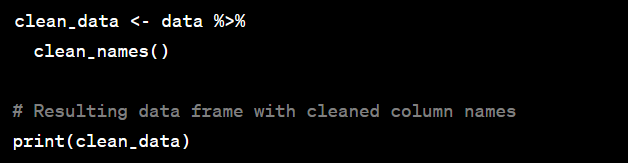 clean_data <- data %>%
  clean_names()

# Resulting data frame with cleaned column names
print(clean_data)